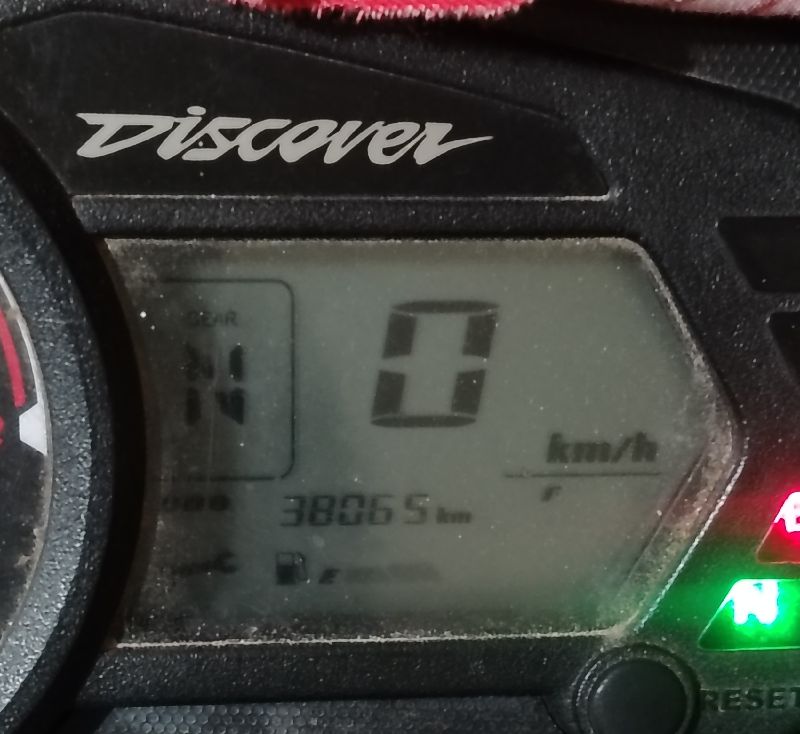 Discover
GEAR
N
0
km/h
38065 km
N
RESET